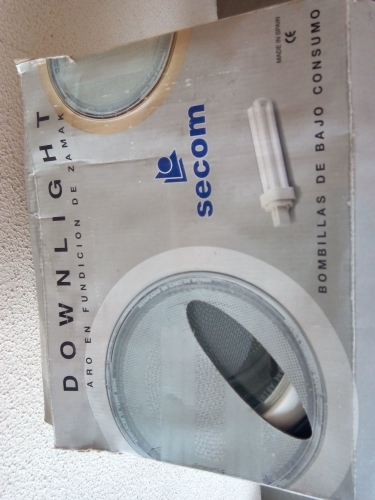 DOWNLIGHT
ARO EN FUNDICION DE ZAMAK
secom
BOMBILLAS DE BAJO CONSUMO
MADE IN SPAIN
CE